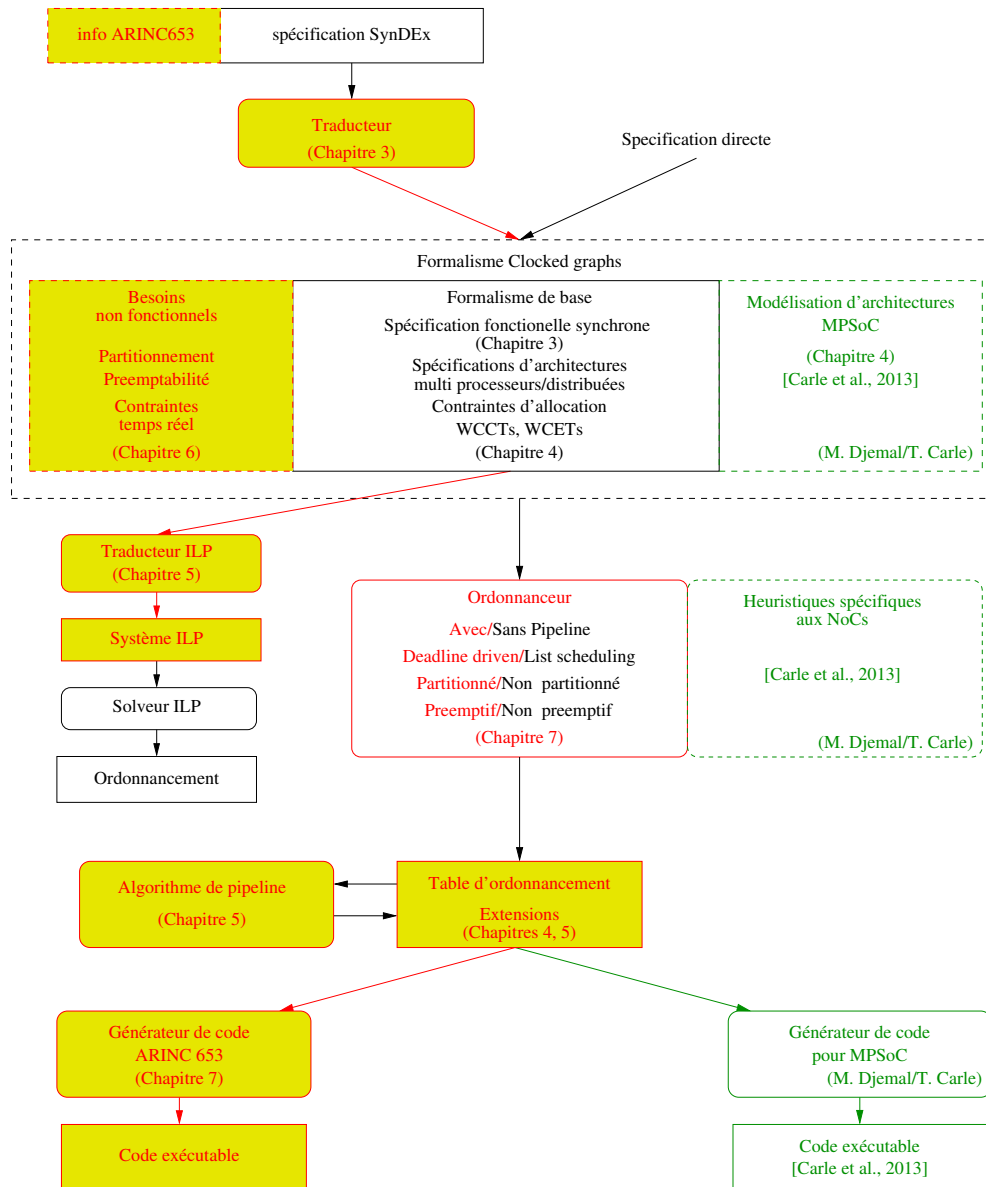 info ARINC653
spécification SynDEx
Traducteur
(Chapitre 3)
Specification directe
Formalisme Clocked graphs
Besoins
non fonctionnels
Partitionnement
Preemptabilité
Contraintes
temps réel
(Chapitre 6)
Formalisme de base
Spécification fonctionelle synchrone
(Chapitre 3)
Spécifications d'architectures
multi processeurs/distribuées
Contraintes d'allocation
WCCTs, WCETs
(Chapitre 4)
Modélisation d'architectures
MPSoC
(Chapitre 4)
[Carle et al., 2013]
(M. Djemal/T. Carle)
Traducteur ILP
(Chapitre 5)
Système ILP
Solveur ILP
Ordonnancement
Ordonnanceur
Avec/Sans Pipeline
Deadline driven/List scheduling
Partitionné/Non partitionné
Preemptif/Non preemptif
(Chapitre 7)
Heuristiques spécifiques
aux NoCs
[Carle et al., 2013]
(M. Djemal/T. Carle)
Algorithme de pipeline
(Chapitre 5)
Table d'ordonnancement
Extensions
(Chapitres 4, 5)
Générateur de code
ARINC 653
(Chapitre 7)
Générateur de code
pour MPSoC
(M. Djemal/T. Carle)
Code exécutable
Code exécutable
[Carle et al., 2013]